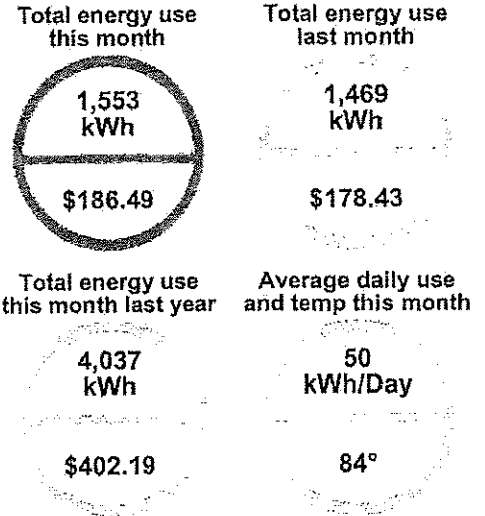 Total energy use
this month
1,553
kWh
$186.49
Total energy use
last month
1,469
kWh
$178.43
Total energy use
this month last year
4,037
kWh
$402.19
Average daily use
and temp this month
50
kWh/Day
84°